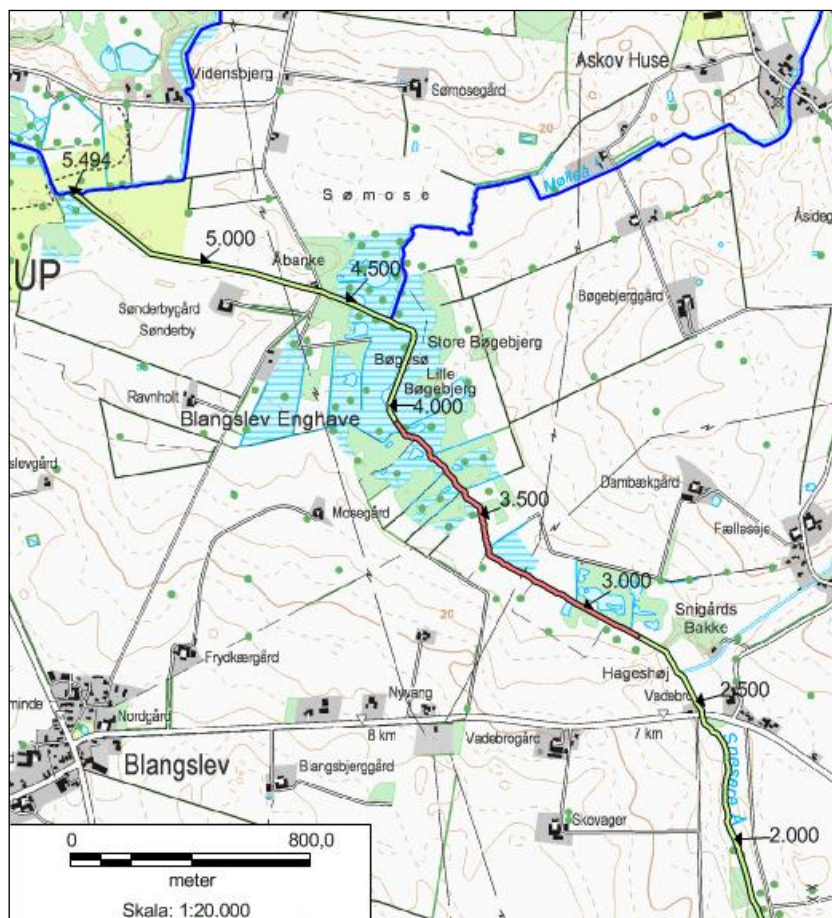 Askov Huse
Vidensbjerg
Sømosegård
20
5.494
Sømose
Mølleå
5.000
Åbanke
4.500
UP
Sønderbygård
Sønderby
Bøgebjerggård
Store Bøgebjerg
Bøgesø
Lille
Bøgebjerg
Ravnholt
4.000
Blangslev Enghave
slevgård
Dambækgård
Mosegård
3.500
Fælleseje
3.000
20
Snigårds
Bakke
Frydkærgård
Hageshøj
minde
Nyvang
Vadebro
2.500
Nordgård
8 km
Vadebrogård
7 km
Blangslev
Blangsbjerggård
Snesere Å
Skovager
2.000
0
800,0
meter
Skala: 1:20.000